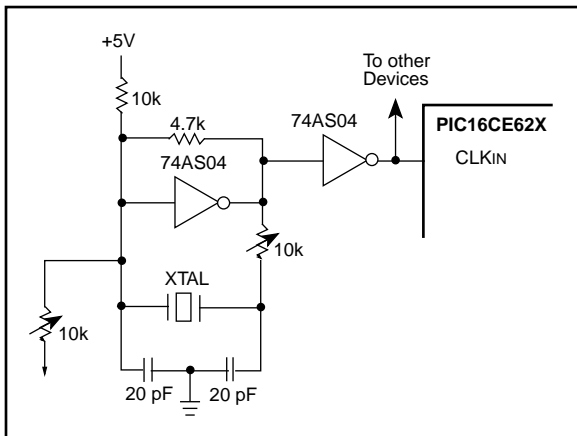 +5V
10k
4.7k
74AS04
74AS04
To other
Devices
PIC16CE62X
CLKIN
10k
XTAL
10k
20 pF
20 pF